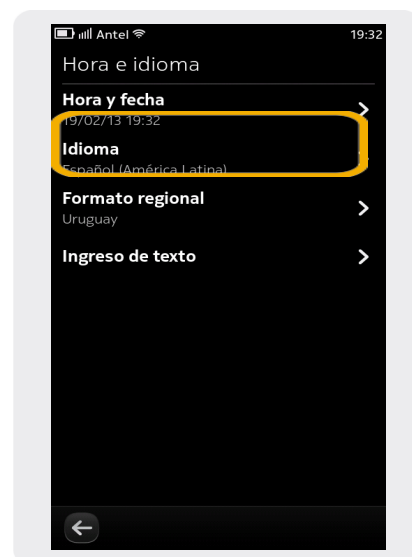 Antel 19:32
Hora e idioma
Hora y fecha
19/02/13 19:32
Idioma
Español (América Latina)
Formato regional
Uruguay
Ingreso de texto